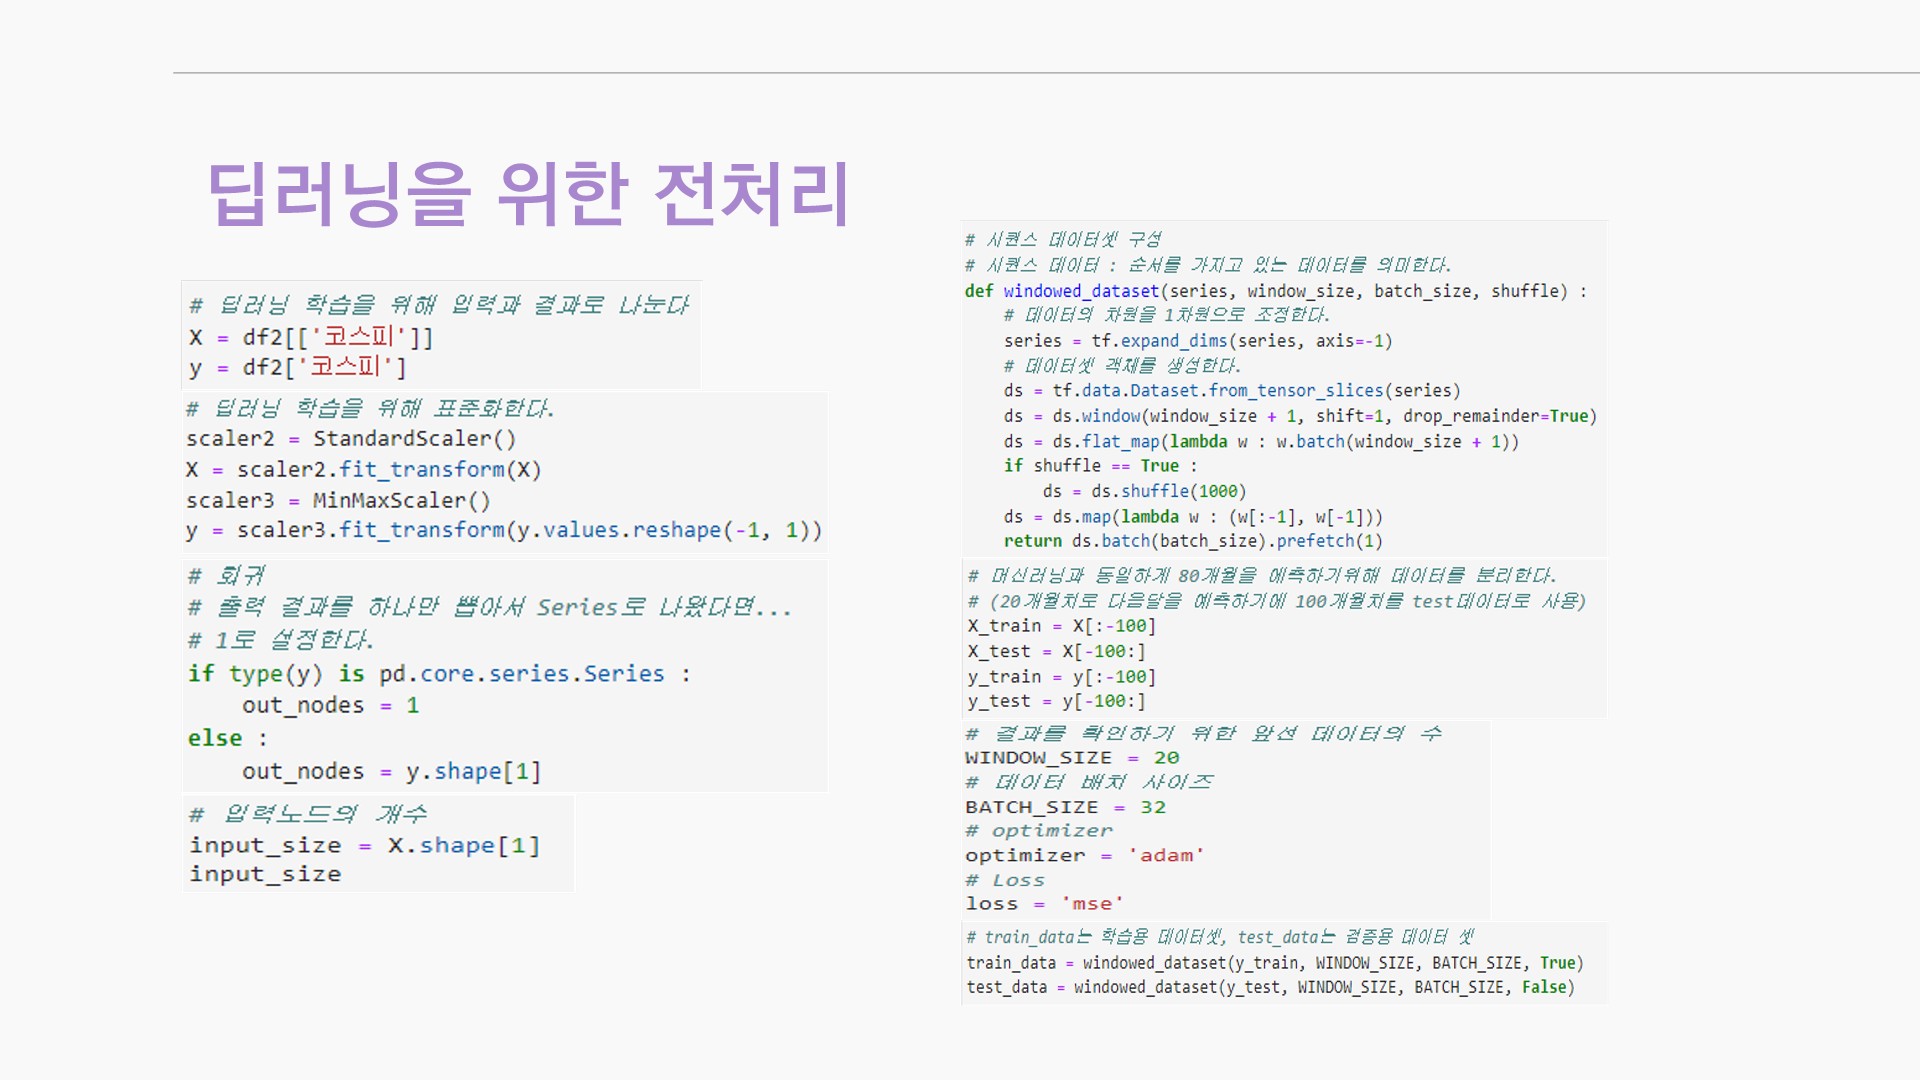 딥러닝을 위한 전처리
# 딥러닝 학습을 위해 입력과 결과로 나눈다
X = df2[['코스피']]
y = df2['코스피']
# 딥러닝 학습을 위해 표준화한다.
scaler2 = StandardScaler()
X = scaler2.fit_transform(X)
scaler3 = MinMaxScaler()
y = scaler3.fit_transform(y.values.reshape(-1, 1))
# 회귀
# 출력 결과를 하나만 뽑아서 Series로 나왔다면...
# 1로 설정한다.
if type(y) is pd.core.series.Series :
    out_nodes = 1
else :
    out_nodes = y.shape[1]
# 입력노드의 개수
input_size = X.shape[1]
input_size
# 시퀀스 데이터셋 구성
# 시퀀스 데이터 : 순서를 가지고 있는 데이터를 의미한다.
def windowed_dataset(series, window_size, batch_size, shuffle) :
    # 데이터의 차원을 1차원으로 조정한다.
    series = tf.expand_dims(series, axis=-1)
    # 데이터셋 객체를 생성한다.
    ds = tf.data.Dataset.from_tensor_slices(series)
    ds = ds.window(window_size + 1, shift=1, drop_remainder=True)
    ds = ds.flat_map(lambda w : w.batch(window_size + 1))
    if shuffle == True :
        ds = ds.shuffle(1000)
    ds = ds.map(lambda w : (w[:-1], w[-1]))
    return ds.batch(batch_size).prefetch(1)
# 머신러닝과 동일하게 80개월을 예측하기위해 데이터를 분리한다.
# (20개월치로 다음달을 예측하기에 100개월치를 test데이터로 사용)
X_train = X[:-100]
X_test = X[-100:]
y_train = y[:-100]
y_test = y[-100:]
# 결과를 확인하기 위한 앞선 데이터의 수
WINDOW_SIZE = 20
# 데이터 배치 사이즈
BATCH_SIZE = 32
# optimizer
optimizer = 'adam'
# Loss
loss = 'mse'
# train_data는 학습용 데이터셋, test_data는 검증용 데이터 셋
train_data = windowed_dataset(y_train, WINDOW_SIZE, BATCH_SIZE, True)
test_data = windowed_dataset(y_test, WINDOW_SIZE, BATCH_SIZE, False)